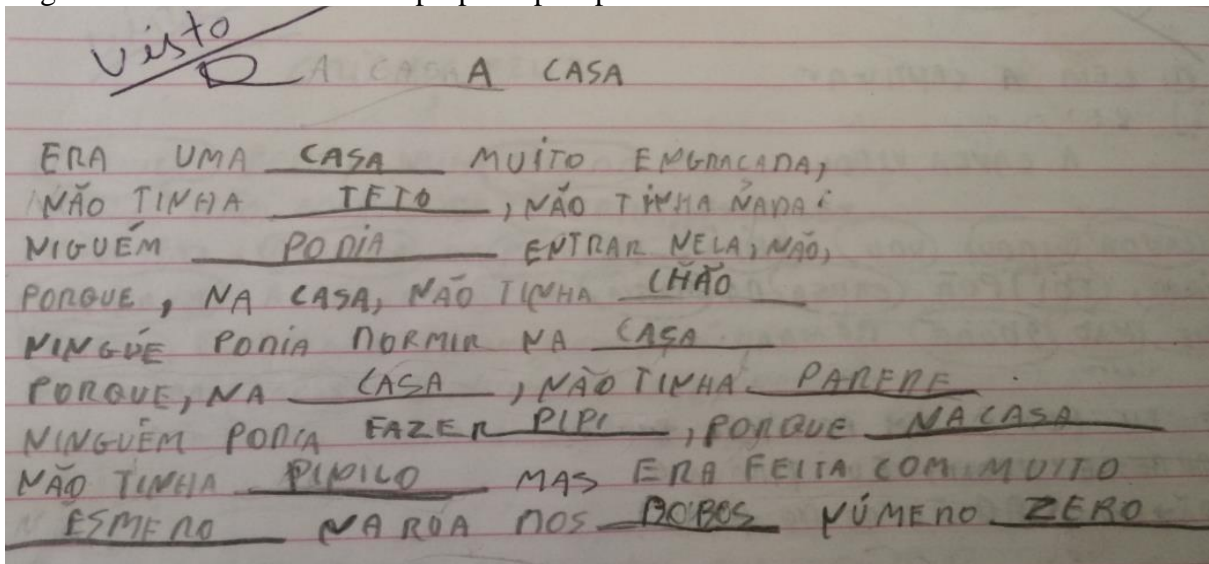 Visto
A CASA
ERA UMA CASA MUITO ENGRAÇADA,
NÃO TINHA TETO, NÃO TINHA NADA:
NIGUÉM PODIA ENTRAR NELA, NÃO,
PORQUE, NA CASA, NÃO TINHA CHÃO
NINGUÉ PODIA DORMIR NA CASA
PORQUE, NA CASA, NÃO TINHA PAREDE.
NINGUÉM PODIA FAZER PIPI, PORQUE NA CASA
NÃO TINHA PINICO MAS ERA FEITA COM MUITO
ESMERO NA RUA DOS BOBOS NÚMERO ZERO